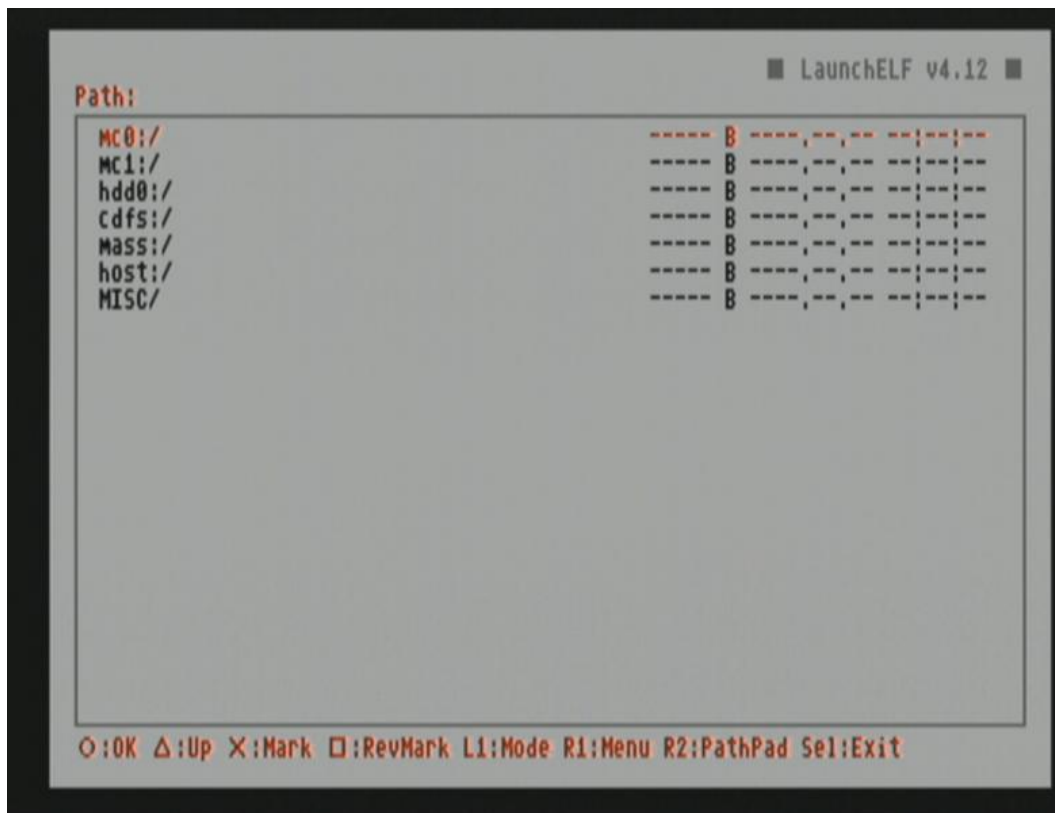 ■ LaunchELF v4.12 ■
Path:
mc0:/ ----- B ----.--.-- --:--:--
mc1:/ ----- B ----.--.-- --:--:--
hdd0:/ ----- B ----.--.-- --:--:--
cdfs:/ ----- B ----.--.-- --:--:--
mass:/ ----- B ----.--.-- --:--:--
host:/ ----- B ----.--.-- --:--:--
MISC/ ----- B ----.--.-- --:--:--
○:OK △:Up ×:Mark □:RevMark L1:Mode R1:Menu R2:PathPad Sel:Exit